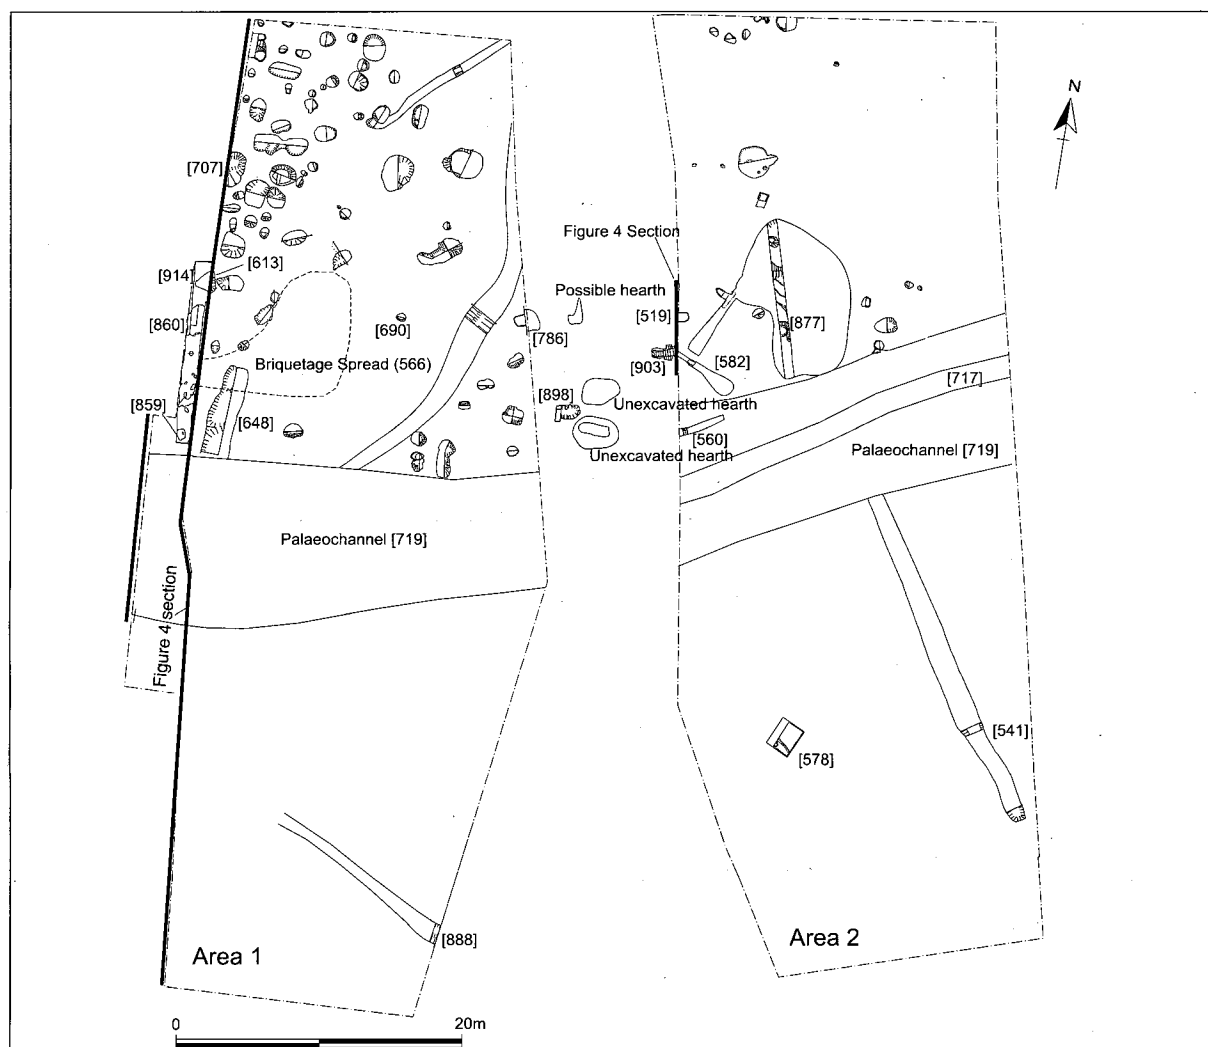 N
[707]
Figure 4 Section
[914]
[613]
Possible hearth
[860]
[690]
[786]
[519]
[877]
Briquetage Spread (566)
[903]
[582]
[717]
[859]
[648]
[898]
Unexcavated hearth
[560]
Unexcavated hearth
Palaeochannel [719]
Palaeochannel [719]
Figure 4 section
[541]
[578]
[888]
Area 1
Area 2
0
20m